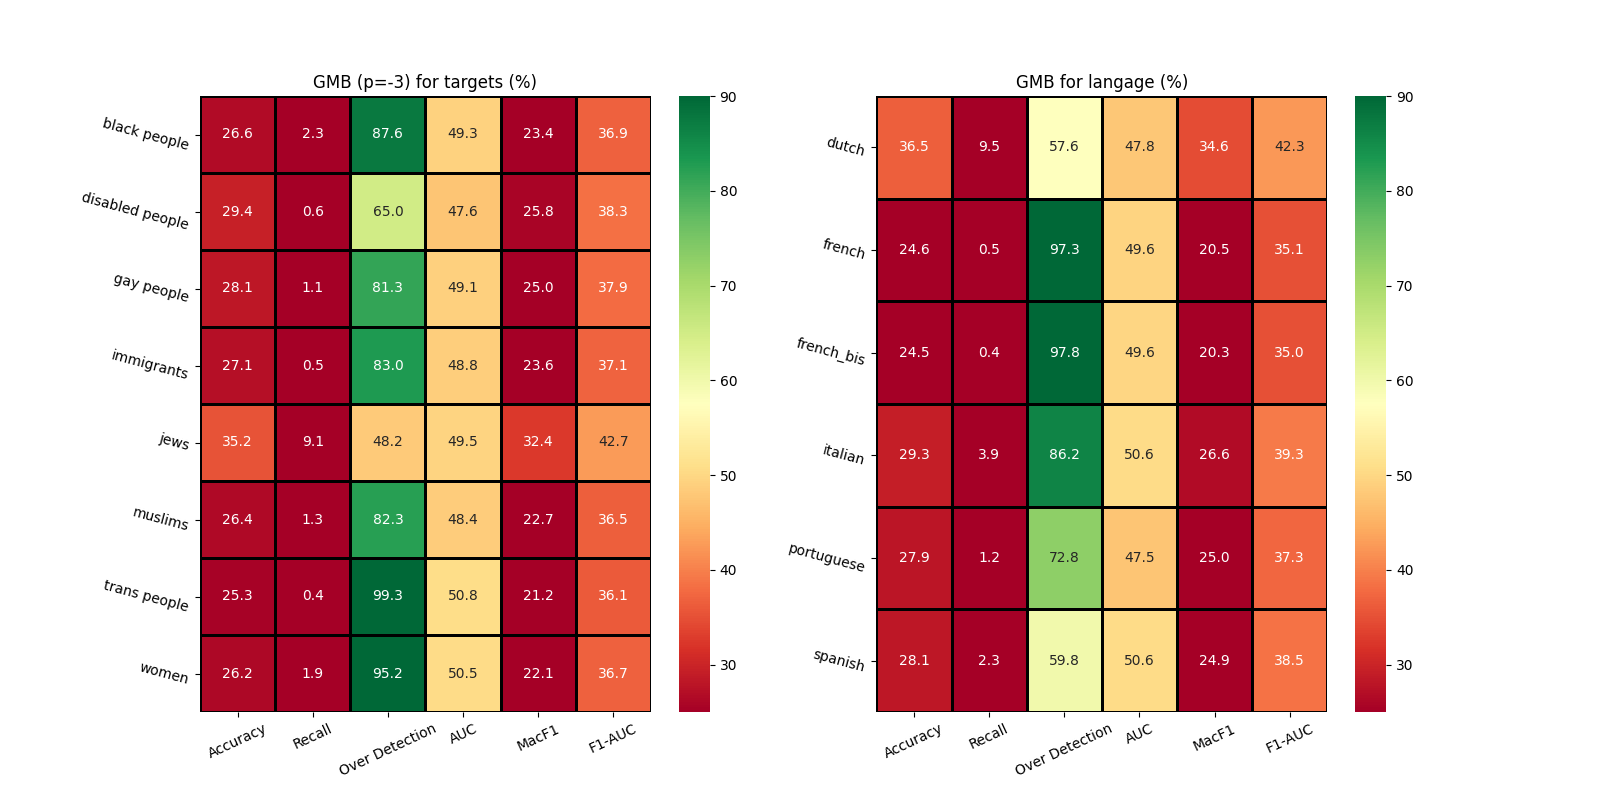 GMB (p=-3) for targets (%)
black people 26.6 2.3 87.6 49.3 23.4 36.9
disabled people 29.4 0.6 65.0 47.6 25.8 38.3
gay people 28.1 1.1 81.3 49.1 25.0 37.9
immigrants 27.1 0.5 83.0 48.8 23.6 37.1
jews 35.2 9.1 48.2 49.5 32.4 42.7
muslims 26.4 1.3 82.3 48.4 22.7 36.5
trans people 25.3 0.4 99.3 50.8 21.2 36.1
women 26.2 1.9 95.2 50.5 22.1 36.7
Accuracy Recall Over Detection AUC MacF1 F1-AUC
90
80
70
60
50
40
30
GMB for langage (%)
dutch 36.5 9.5 57.6 47.8 34.6 42.3
french 24.6 0.5 97.3 49.6 20.5 35.1
french_bis 24.5 0.4 97.8 49.6 20.3 35.0
italian 29.3 3.9 86.2 50.6 26.6 39.3
portuguese 27.9 1.2 72.8 47.5 25.0 37.3
spanish 28.1 2.3 59.8 50.6 24.9 38.5
Accuracy Recall Over Detection AUC MacF1 F1-AUC
90
80
70
60
50
40
30